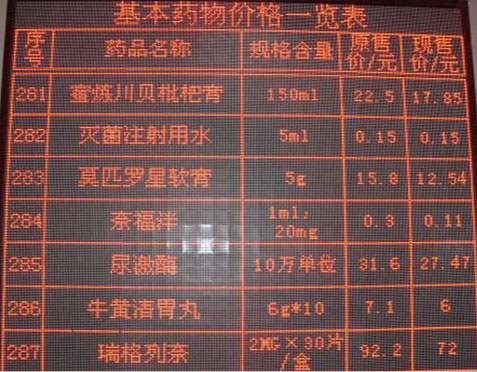 基本药物价格一览表
序号 药品名称 规格含量 原售价/元 现售价/元
281 蜜炼川贝枇杷膏 150ml 22.5 17.85
282 灭菌注射用水 5ml 0.15 0.15
283 莫匹罗星软膏 5g 15.8 12.54
284 奈福泮 1ml:20mg 0.3 0.11
285 尿激酶 10万单位 31.6 27.47
286 牛黄清胃丸 6g*10 7.1 6
287 瑞格列奈 2MG×30片/盒 92.2 72